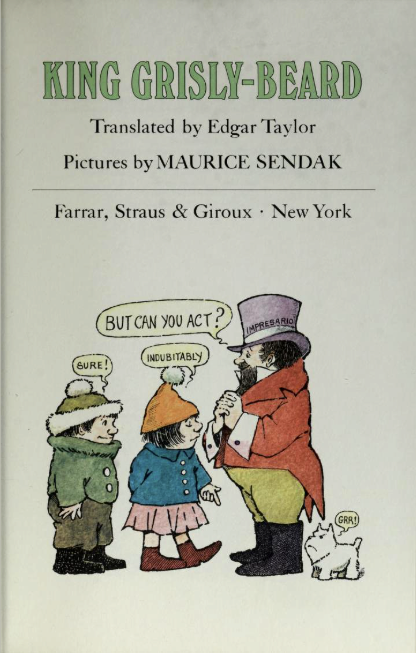 KING GRISLY-BEARD
Translated by Edgar Taylor
Pictures by MAURICE SENDAK
Farrar, Straus & Giroux · New York
BUT CAN YOU ACT?
IMPRESARIO
INDUBITABLY
SURE!
GRR!